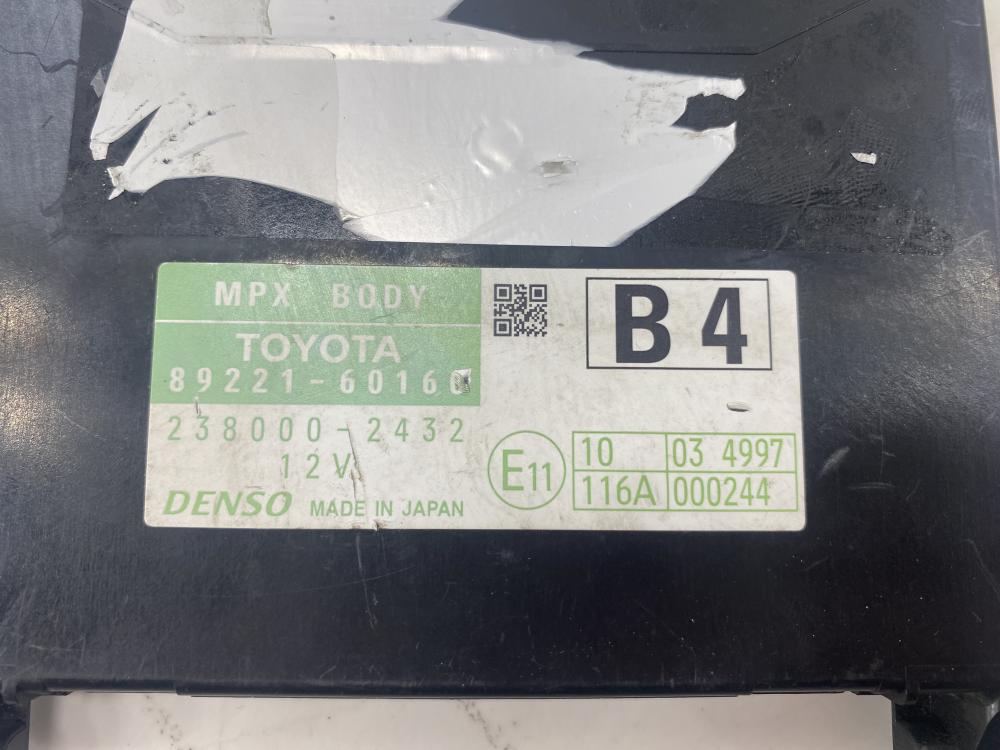 MPX BODY
TOYOTA
89221-60160
238000-2432
12V
DENSO MADE IN JAPAN
B4
E11
10 03 4997
116A 000244